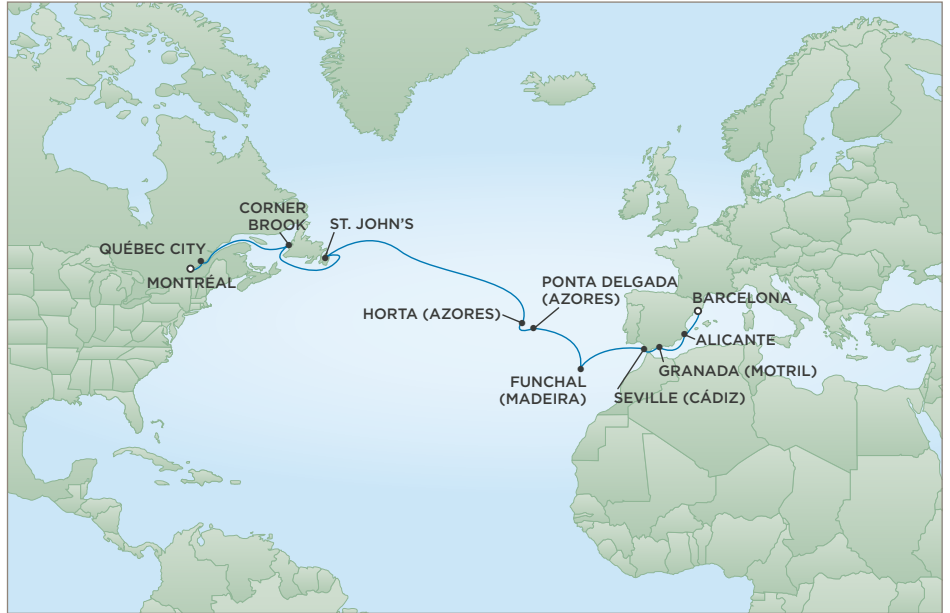 CORNER
BROOK
ST. JOHN'S
QUÉBEC CITY
MONTRÉAL
PONTA DELGADA
(AZORES)
BARCELONA
HORTA (AZORES)
ALICANTE
GRANADA (MOTRIL)
FUNCHAL
(MADEIRA)
SEVILLE (CÁDIZ)